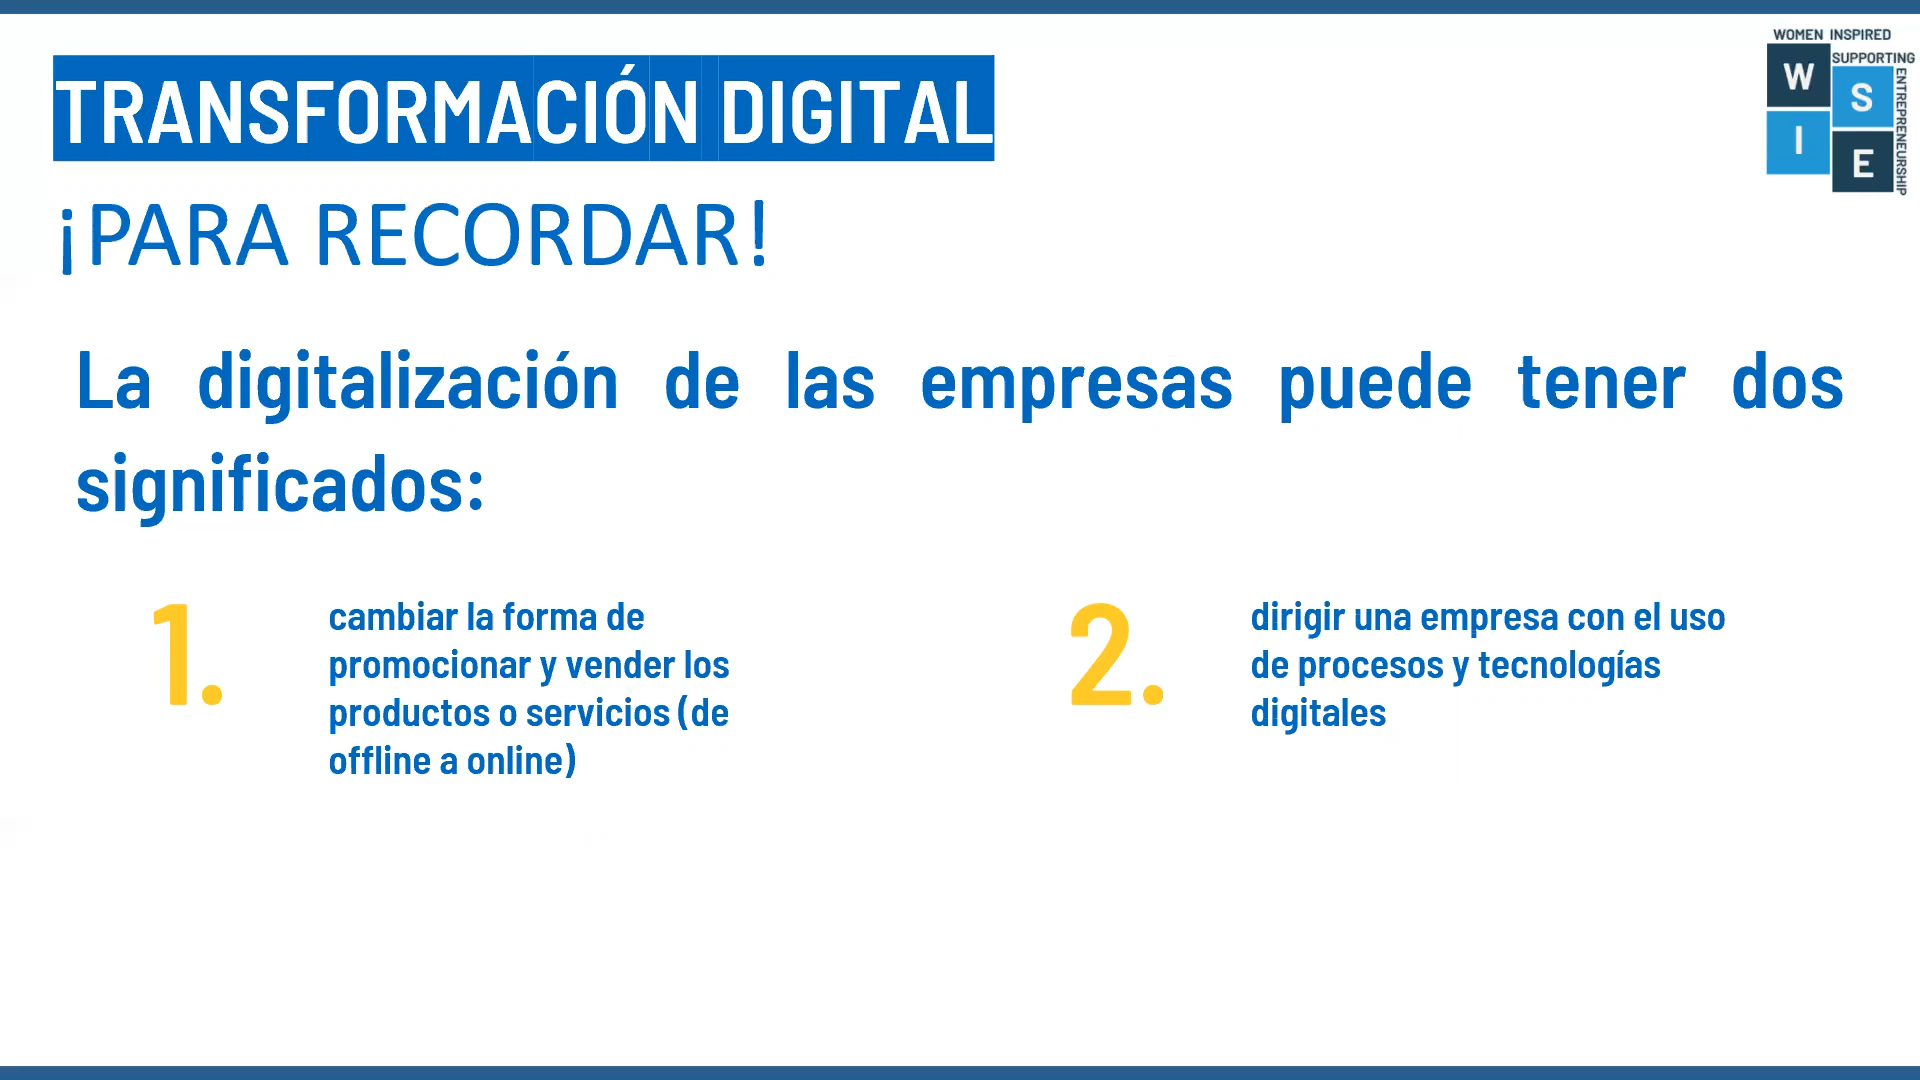 TRANSFORMACIÓN DIGITAL
¡PARA RECORDAR!
La digitalización de las empresas puede tener dos
significados:
1.
cambiar la forma de
promocionar y vender los
productos o servicios (de
offline a online)
2.
dirigir una empresa con el uso
de procesos y tecnologías
digitales
WOMEN INSPIRED
SUPPORTING
ENTREPRENEURSHIP
W
S
I
E